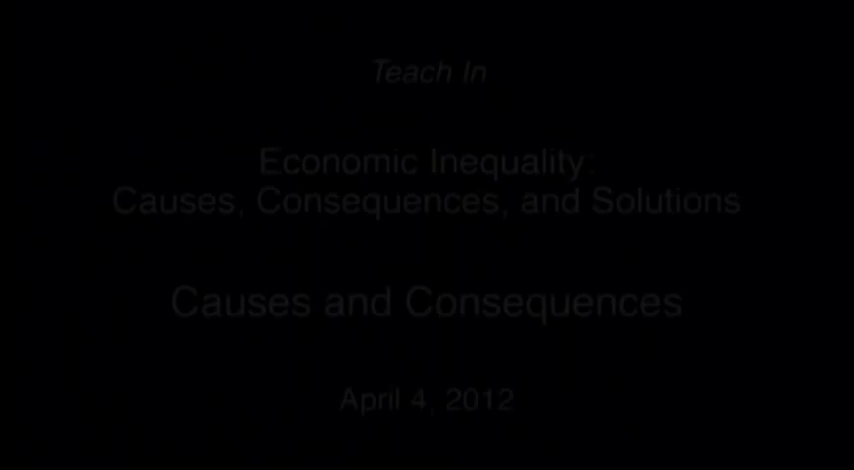 Teach In
Economic Inequality:
Causes, Consequences, and Solutions
Causes and Consequences
April 4, 2012